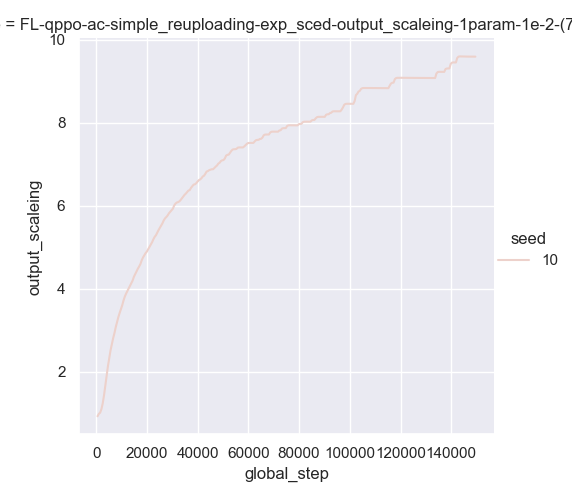 = FL-qppo-ac-simple_reuploading-exp_sced-output_scaleing-1param-1e-2-(7
10
8
6
4
2
output_scaleing
0 20000 40000 60000 80000 100000 120000 140000
global_step
seed
10